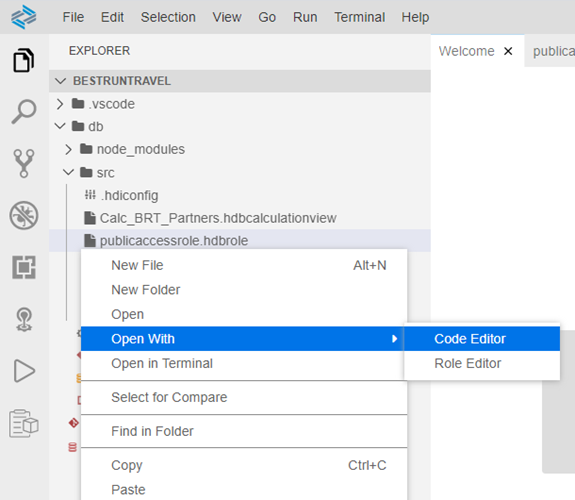 File Edit Selection View Go Run Terminal Help
EXPLORER
Welcome publica
BESTRUNTRAVEL
.vscode
db
node_modules
src
.hdiconfig
Calc_BRT_Partners.hdbcalculationview
publicaccessrole.hdbrole
New File Alt+N
New Folder
Open
Open With
Code Editor
Open in Terminal
Role Editor
Select for Compare
Find in Folder
Copy Ctrl+C
Paste